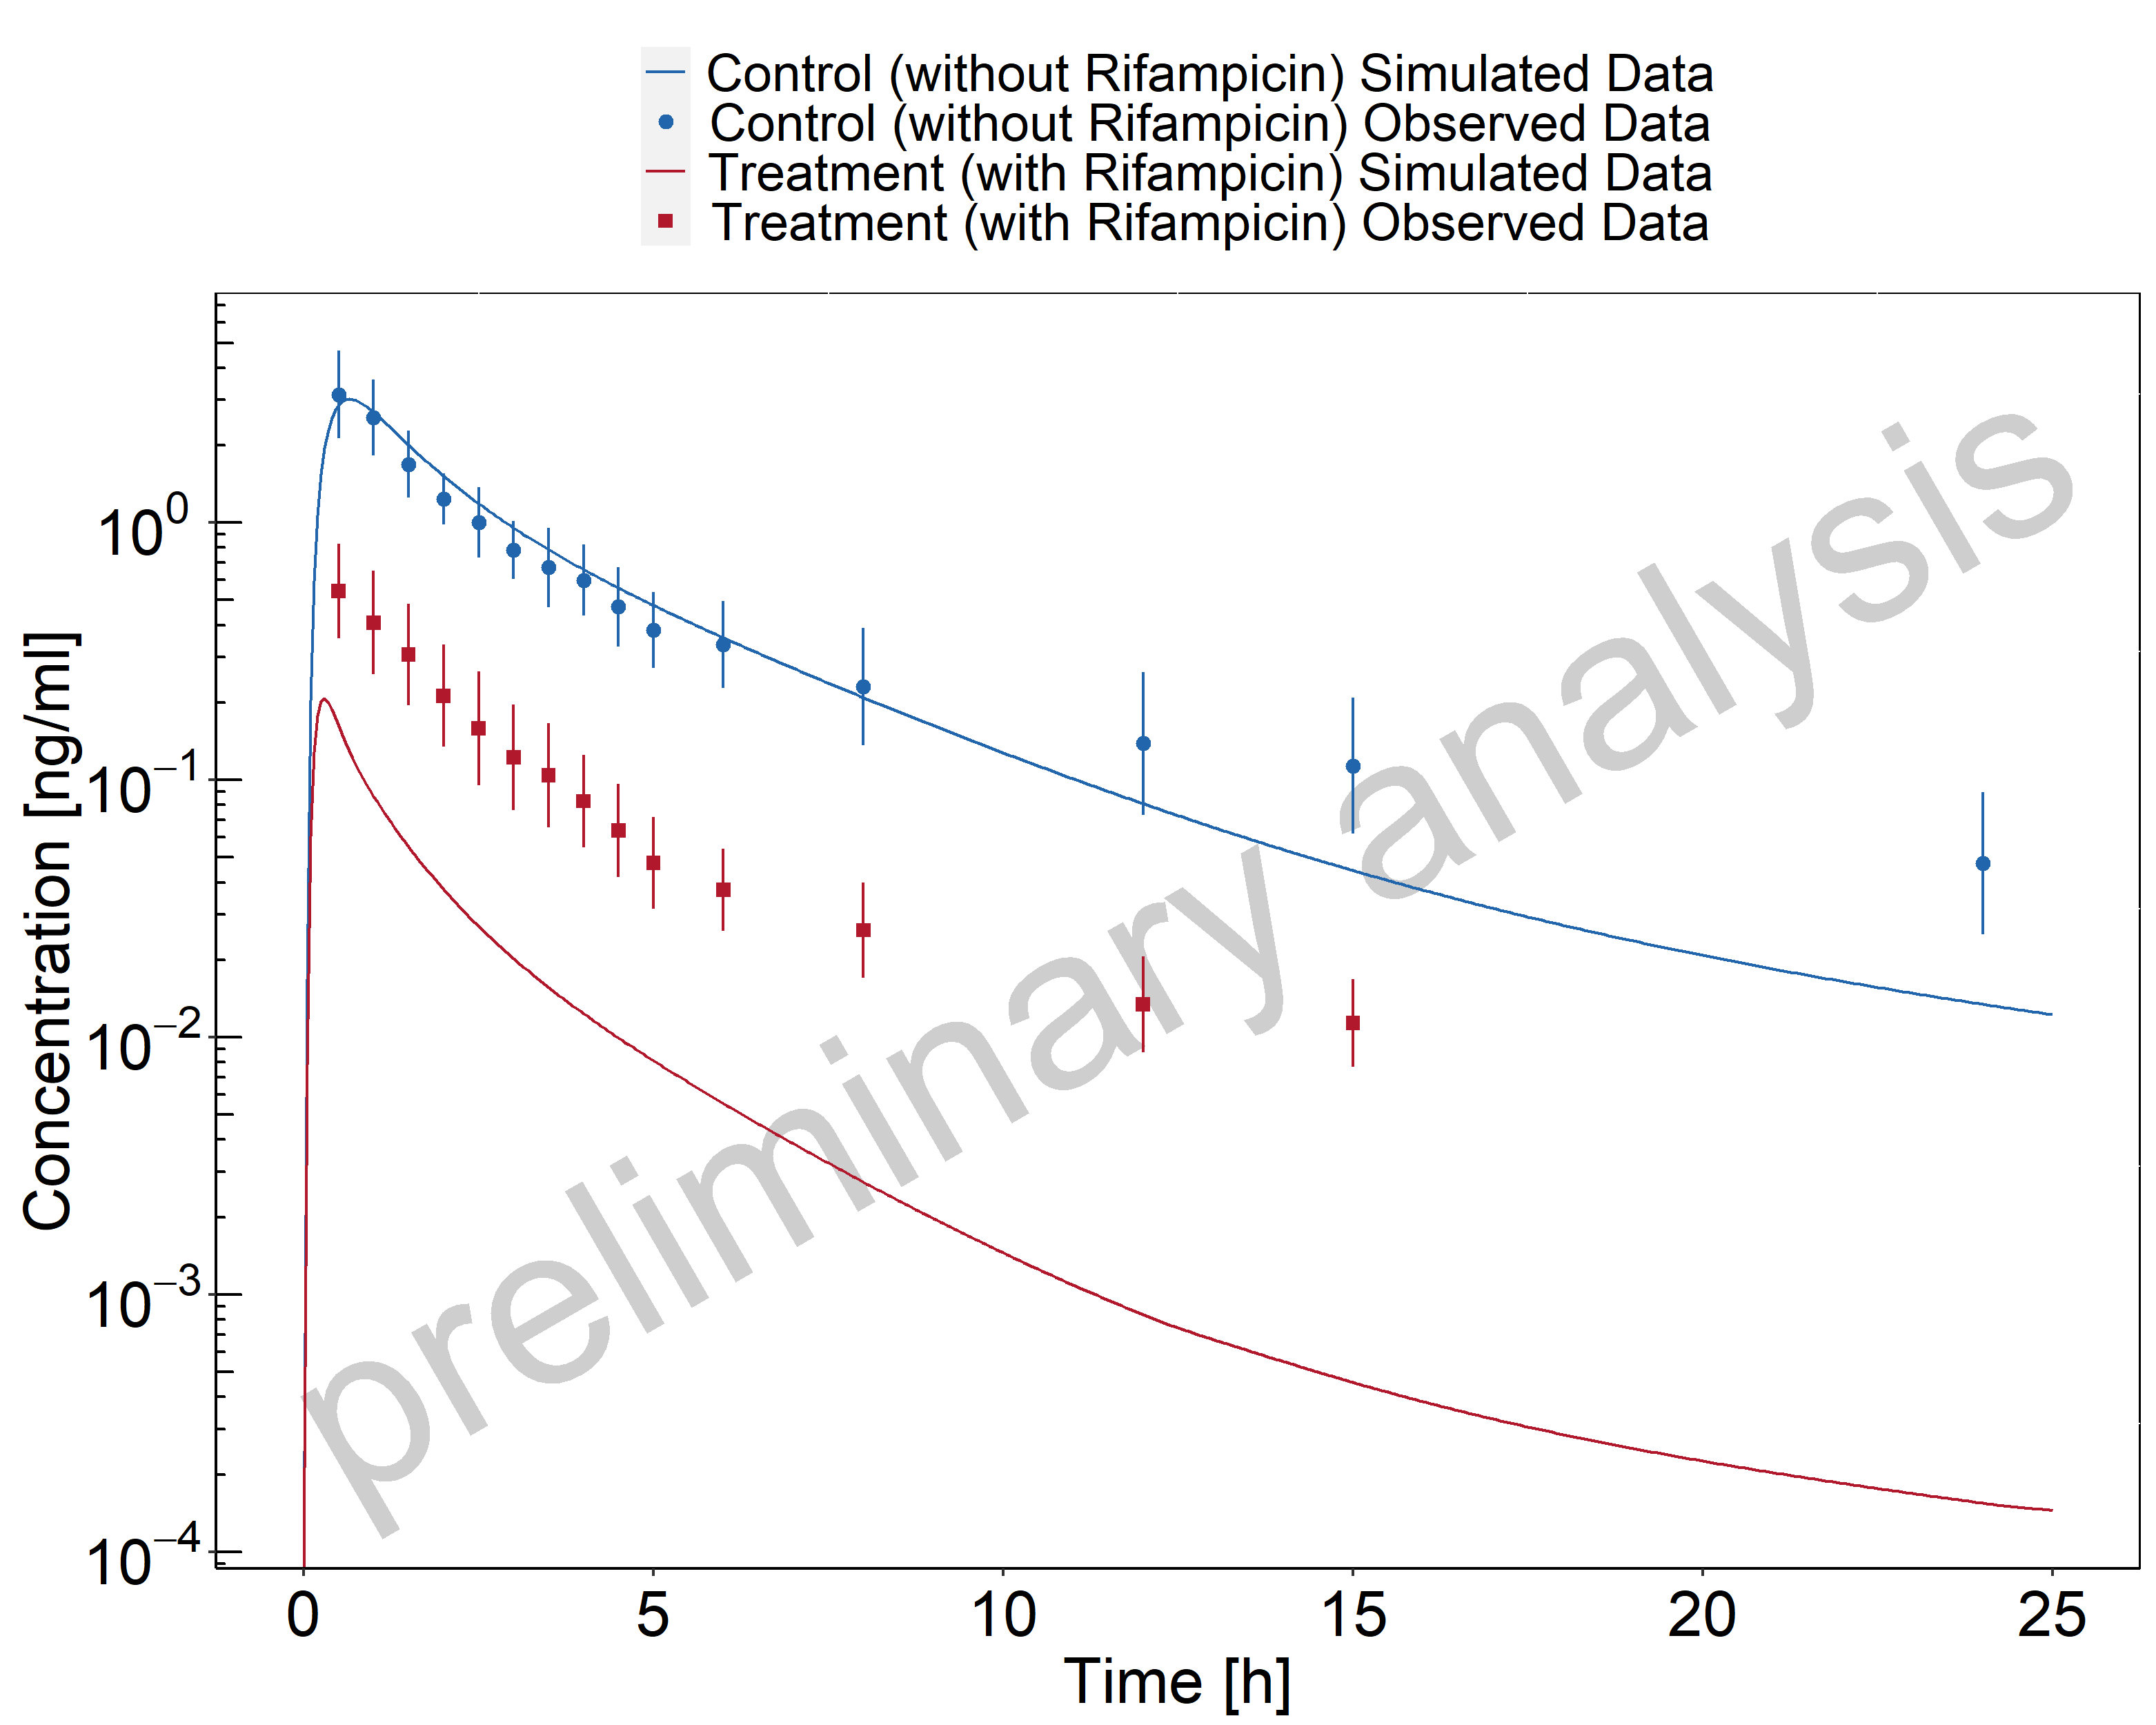 Control (without Rifampicin) Simulated Data
Control (without Rifampicin) Observed Data
Treatment (with Rifampicin) Simulated Data
Treatment (with Rifampicin) Observed Data
Concentration [ng/ml]
10⁰
10⁻¹
10⁻²
10⁻³
10⁻⁴
preliminary analysis
0 5 10 15 20 25
Time [h]